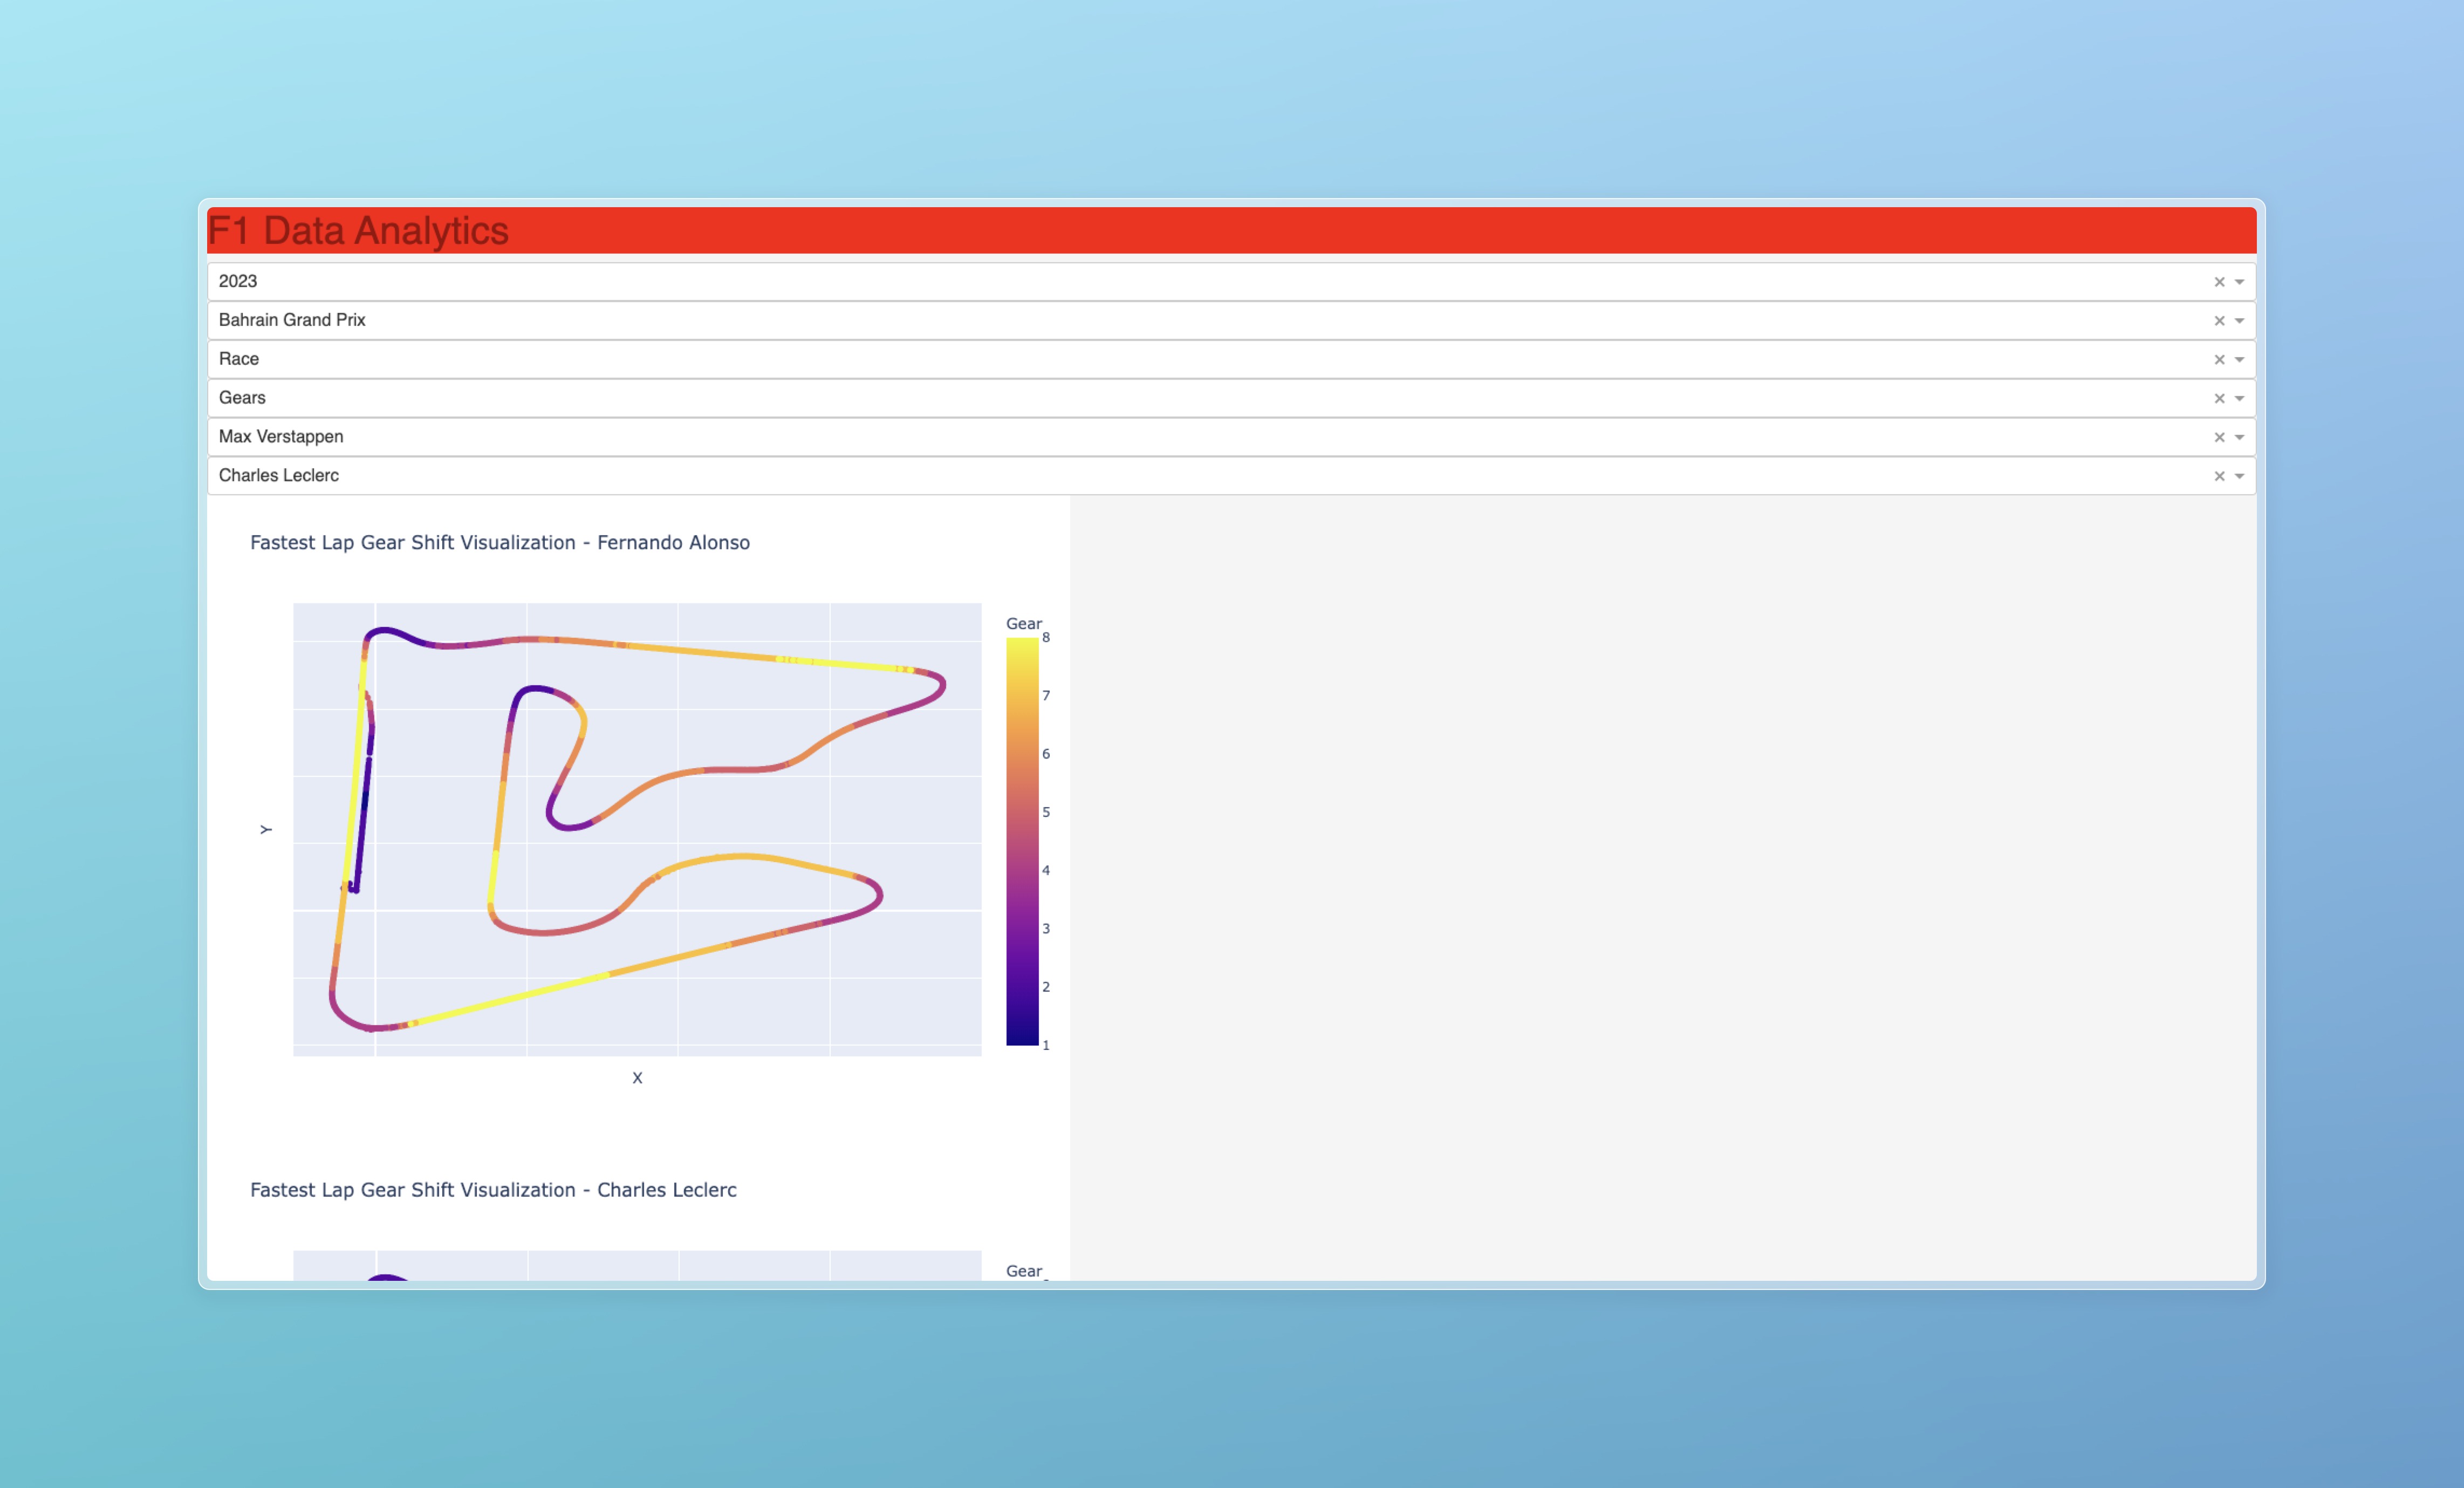 F1 Data Analytics
2023
Bahrain Grand Prix
Race
Gears
Max Verstappen
Charles Leclerc
Fastest Lap Gear Shift Visualization - Fernando Alonso
Gear
8
7
6
5
4
3
2
1
Y
X
Fastest Lap Gear Shift Visualization - Charles Leclerc
Gear